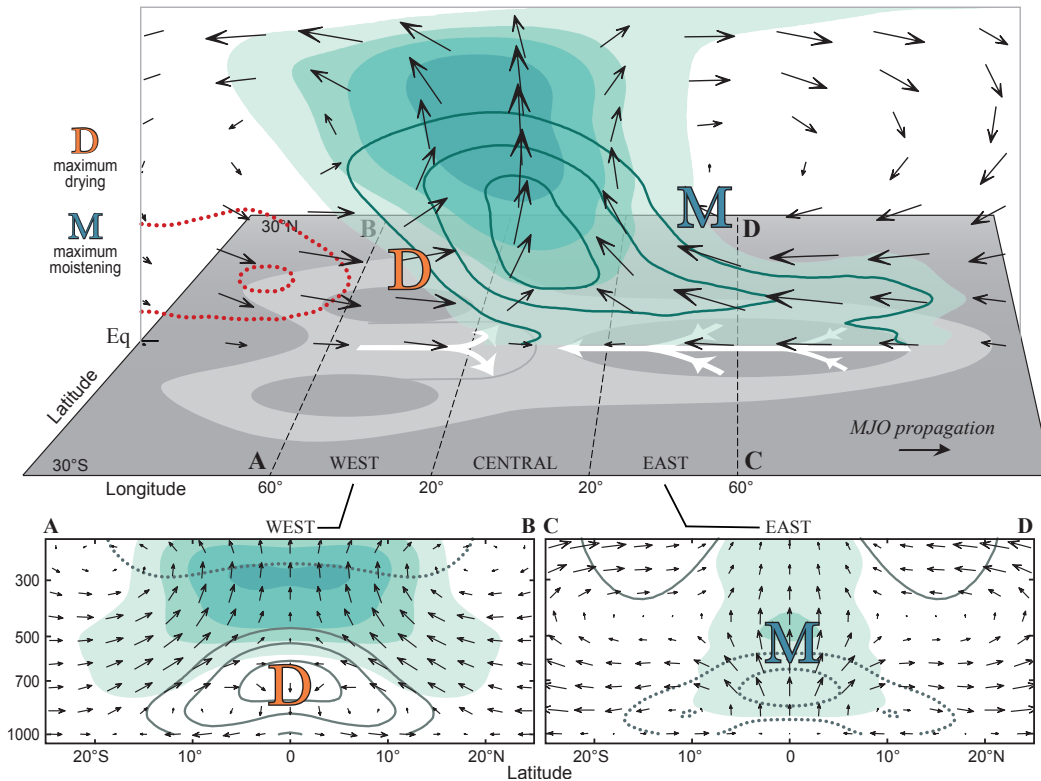 D
maximum
drying
M
maximum
moistening
30°N
B
D
M
D
Eq
Latitude
30°S
A
WEST
CENTRAL
EAST
C
MJO propagation
Longitude
60°
20°
20°
60°
A
WEST
B
C
EAST
D
300
500
700
1000
D
M
20°S
10°
0
10°
20°N
20°S
10°
0
10°
20°N
Latitude